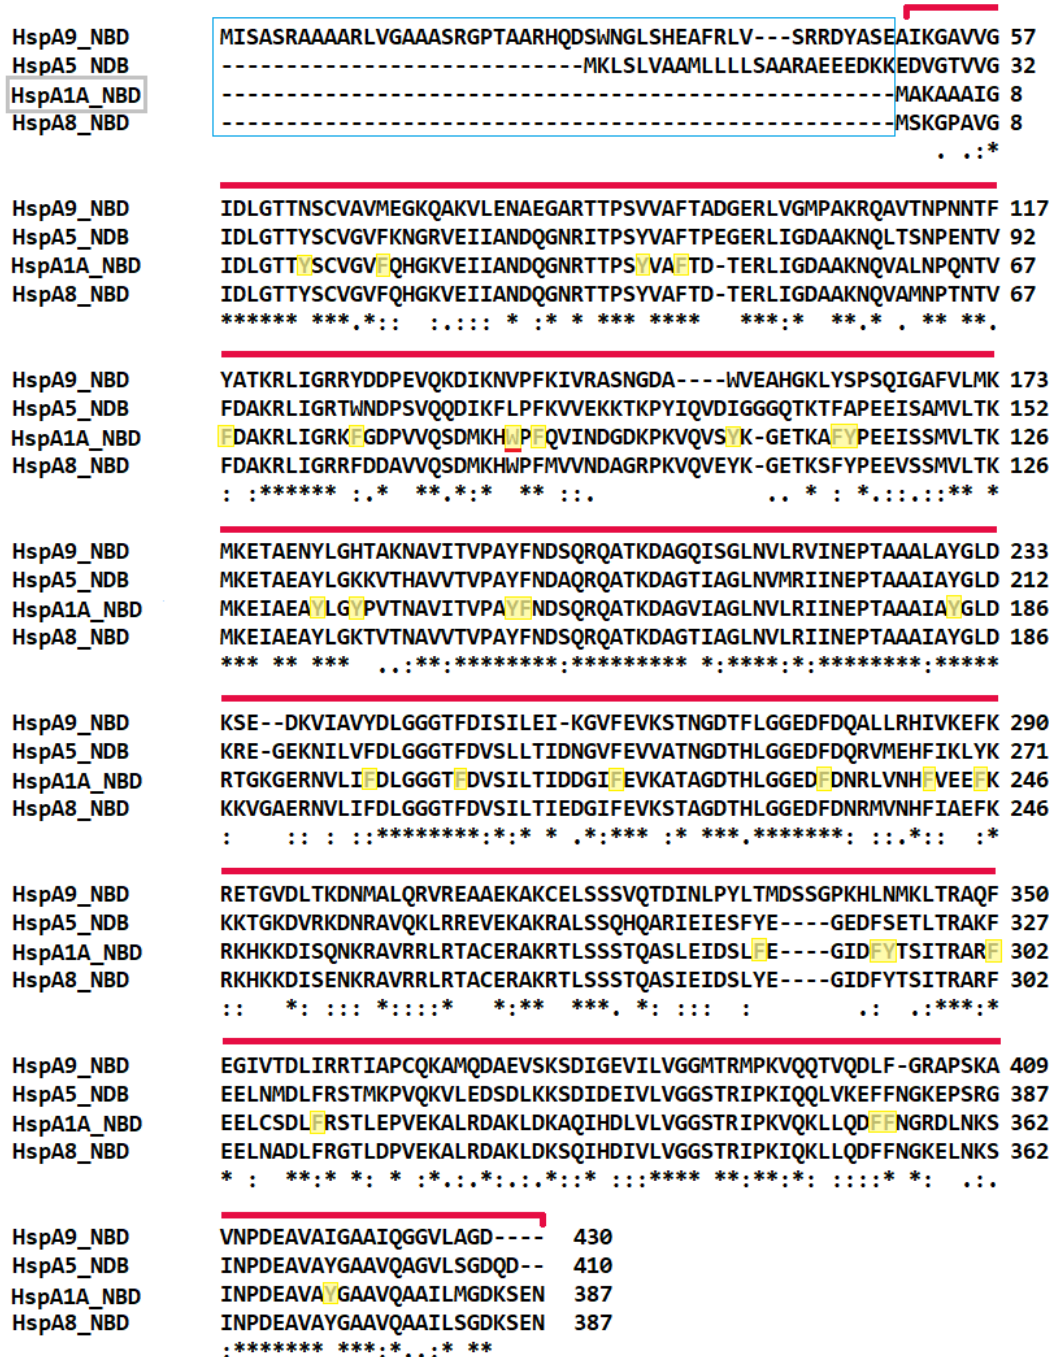 HspA9_NBD MISASRAAAAARLVGAAASRGPTAARHQDSWNGLSHEAFRLV---SRRDYASEAIKGAVVG 57
HspA5_NDB ----------------------------MKLSLVAAMLLLLSAARAEEEDKKEDVGTVVG 32
HspA1A_NBD ----------------------------------------------------MAKAAAIG 8
HspA8_NBD ----------------------------------------------------MSKGPAVG 8
. .:*
HspA9_NBD IDLGTTNSCVAVMEGKQAKVLENAEGARTTPSVVAFTADGERLVGMPAKRQAVTNPNNTF 117
HspA5_NDB IDLGTTYSCVGVFKNGRVEIIANDQGNRITPSYVAFTPEGERLIGDAAKNQLTSNPENTV 92
HspA1A_NBD IDLGTTYSCVGVFQHGKVEIIANDQGNRTTPSYVAFTD-TERLIGDAAKNQVALNPQNTV 67
HspA8_NBD IDLGTTYSCVGVFQHGKVEIIANDQGNRTTPSYVAFTD-TERLIGDAAKNQVAMNPTNTV 67
****** ***.*:: :.::: * :* * *** **** ***:* **.* . ** **.
HspA9_NBD YATKRLIGRRYDDPEVQKDIKNVPFKIVRASNGDA----WVEAHGKLYSPSQIGAFVLMK 173
HspA5_NDB FDAKRLIGRTWNDPSVQQDIKFLPFKVVEKKTKPYIQVDIGGGQTKTFAPEEISAMVLTK 152
HspA1A_NBD FDAKRLIGRKFGDPVVQSDMKHWPFQVINDGDKPKVQVSYK-GETKAFYPEEISSMVLTK 126
HspA8_NBD FDAKRLIGRRFDDAVVQSDMKHWPFMVVNDAGRPKVQVEYK-GETKSFYPEEVSSMVLTK 126
: :****** :.* **.*:* ** ::. .. * : *.::.::** *
HspA9_NBD MKETAENYLGHTAKNAVITVPAYFNDSQRQATKDAGQISGLNVLRVINEPTAAALAYGLD 233
HspA5_NDB MKETAEAYLGKKVTHAVVTVPAYFNDAQRQATKDAGTIAGLNVMRIINEPTAAAIAYGLD 212
HspA1A_NBD MKEIAEAYLGYPVTNAVITVPAYFNDSQRQATKDAGVIAGLNVLRIINEPTAAAIAYGLD 186
HspA8_NBD MKEIAEAYLGKTVTNAVVTVPAYFNDSQRQATKDAGTIAGLNVLRIINEPTAAAIAYGLD 186
*** ** *** ..:**:********:********* *:****:*:********:*****
HspA9_NBD KSE--DKVIAVYDLGGGTFDISILEI-KGVFEVKSTNGDTFLGGEDFDQALLRHIVKEFK 290
HspA5_NDB KRE-GEKNILVFDLGGGTFDVSLLTIDNGVFEVVATNGDTHLGGEDFDQRVMEHFIKLYK 271
HspA1A_NBD RTGKGERNVLIFDLGGGTFDVSILTIDDGIFEVKATAGDTHLGGEDFDNRLVNHFVEEFK 246
HspA8_NBD KKVGAERNVLIFDLGGGTFDVSILTIEDGIFEVKSTAGDTHLGGEDFDNRMVNHFIAEFK 246
: :: : ::********:*:* * .*:*** :* ***.*******: ::.*:: :*
HspA9_NBD RETGVDLTKDNMALQRVREAAEKAKCELSSSVQTDINLPYLTMDSSGPKHLNMKLTRAQF 350
HspA5_NDB KKTGKDVRKDNRAVQKLRREVEKAKRALSSQHQARIEIESFYE----GEDFSETLTRAKF 327
HspA1A_NBD RKHKKDISQNKRAVRRLRTACERAKRTLSSSTQASLEIDSLFE----GIDFYTSITRARF 302
HspA8_NBD RKHKKDISENKRAVRRLRTACERAKRTLSSSTQASIEIDSLYE----GIDFYTSITRARF 302
:: *: ::: *::::* *:** ***. *: ::: : .: .:***:*
HspA9_NBD EGIVTDLIRRTIAPCQKAMQDAEVSKSDIGEVILVGGMTRMPKVQQTVQDLF-GRAPSKA 409
HspA5_NDB EELNMDLFRSTMKPVQKVLEDSDLKKSDIDEIVLVGGSTRIPKIQQLVKEFFNGKEPSRG 387
HspA1A_NBD EELCSDLFRSTLEPVEKALRDAKLDKAQIHDLVLVGGSTRIPKVQKLLQDFFNGRDLNKS 362
HspA8_NBD EELNADLFRGTLDPVEKALRDAKLDKSQIHDIVLVGGSTRIPKIQKLLQDFFNGKELNKS 362
* : **:* *: * :*.:.*:.:.*::* :::**** **:**:*: ::::* *: .:.
HspA9_NBD VNPDEAVAIGAAIQGGVLAGD---- 430
HspA5_NDB INPDEAVAYGAAVQAGVLSGDQD-- 410
HspA1A_NBD INPDEAVAYGAAVQAAILMGDKSEN 387
HspA8_NBD INPDEAVAYGAAVQAAILSGDKSEN 387
:******* ***:*..:* **